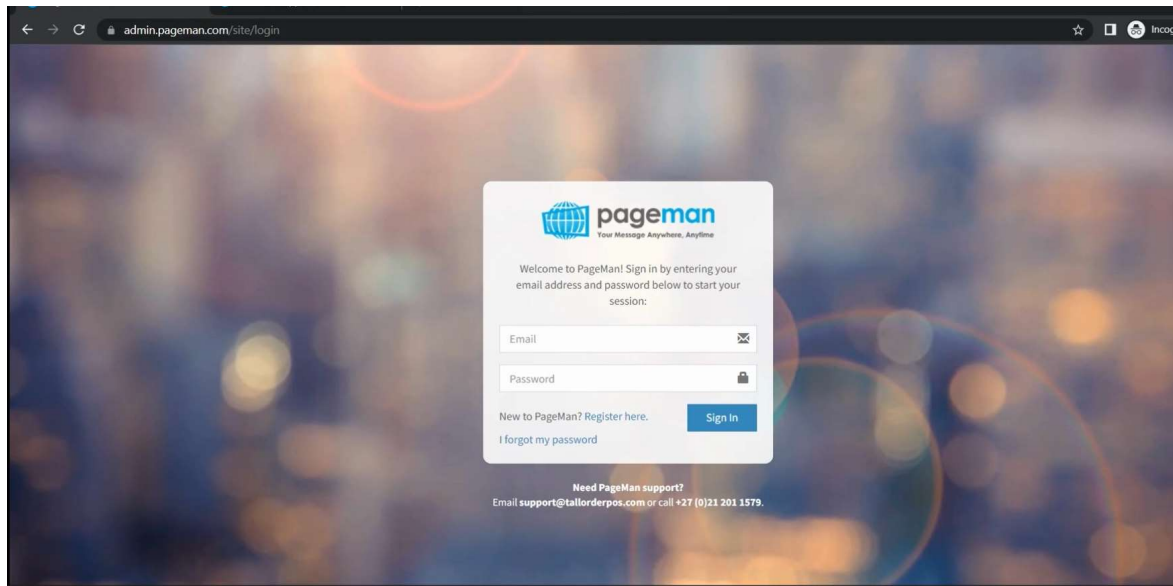 admin.pageman.com/site/login
Incog
pageman
Your Message Anywhere, Anytime
Welcome to PageMan! Sign in by entering your
email address and password below to start your
session:
Email
Password
New to PageMan? Register here.
Sign In
I forgot my password
Need PageMan support?
Email support@tallorderpos.com or call +27 (0)21 201 1579.